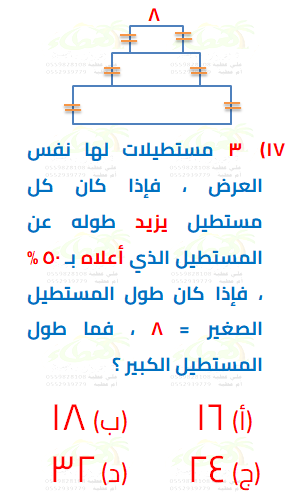 ٨
١٧) ٣ مستطيلات لها نفس
العرض ، فإذا كان كل
مستطيل يزيد طوله عن
المستطيل الذي أعلاه بـ ٥٠ %
، فإذا كان طول المستطيل
الصغير = ٨ ، فما طول
المستطيل الكبير ؟
(أ) ١٦ (ب) ١٨
(ج) ٢٤ (د) ٣٢